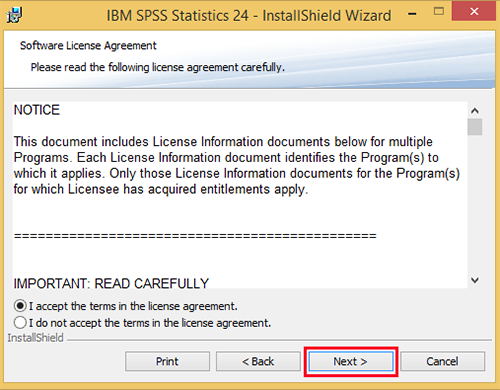 IBM SPSS Statistics 24 - InstallShield Wizard
Software License Agreement
Please read the following license agreement carefully.
NOTICE
This document includes License Information documents below for multiple
Programs. Each License Information document identifies the Program(s) to
which it applies. Only those License Information documents for the Program(s)
for which Licensee has acquired entitlements apply.
==============================================
IMPORTANT: READ CAREFULLY
I accept the terms in the license agreement.
I do not accept the terms in the license agreement.
InstallShield
Print
< Back
Next >
Cancel